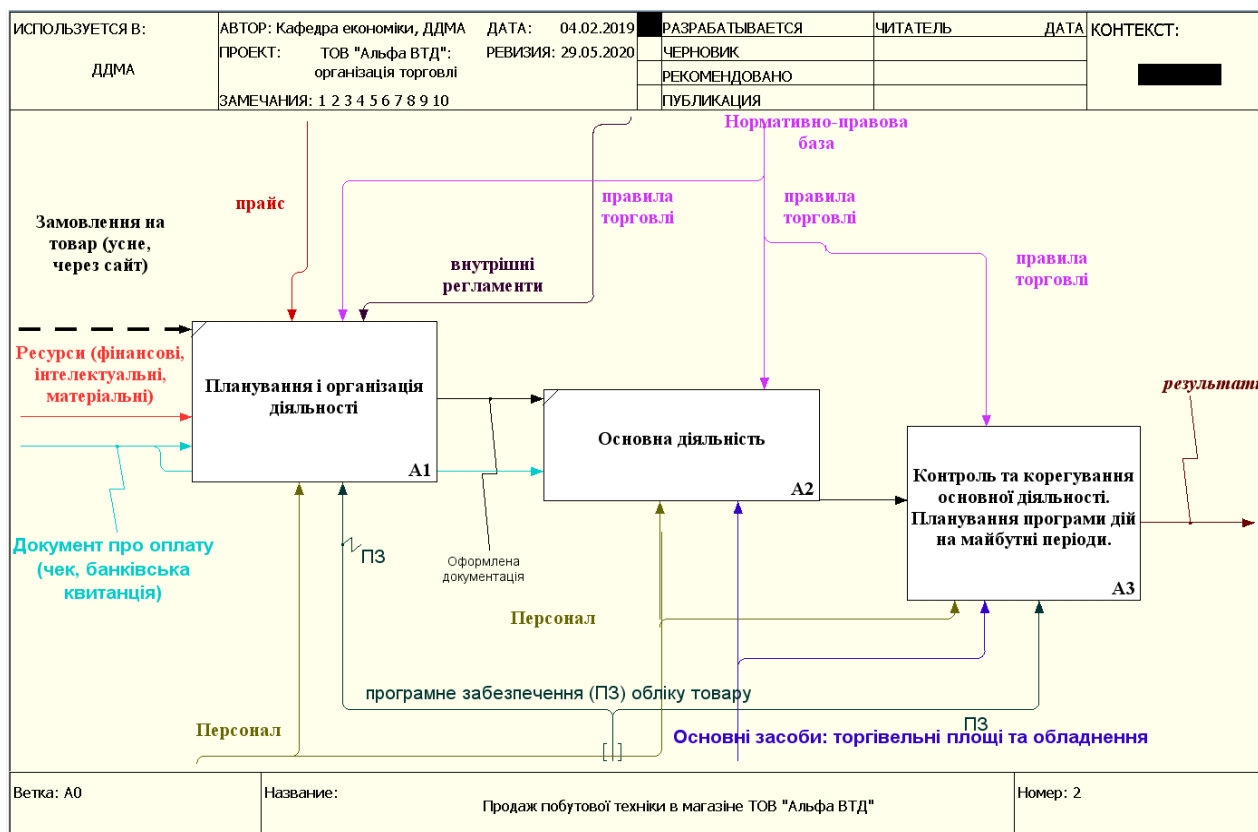 ИСПОЛЬЗУЕТСЯ В:
ДДМА
АВТОР: Кафедра економіки, ДДМА
ДАТА: 04.02.2019
ПРОЕКТ: ТОВ "Альфа ВТД":
організація торговлі
РЕВИЗИЯ: 29.05.2020
ЗАМЕЧАНИЯ: 1 2 3 4 5 6 7 8 9 10
РАЗРАБАТЫВАЕТСЯ
ЧЕРНОВИК
РЕКОМЕНДОВАНО
ПУБЛИКАЦИЯ
ЧИТАТЕЛЬ
ДАТА
КОНТЕКСТ:
Нормативно-правова
база
прайс
правила
торговлі
правила
торговлі
Замовлення на
товар (усне,
через сайт)
внутрішні
регламенти
правила
торговлі
Ресурси (фінансові,
інтелектуальні,
матеріальні)
Планування і організація
діяльності
А1
результати
Основна діяльність
А2
Контроль та корегування
основної діяльності.
Планування програми дій
на майбутні періоди.
А3
Документ про оплату
(чек, банківська
квитанція)
ПЗ
Оформлена
документація
Персонал
програмне забезпечення (ПЗ) обліку товару
Персонал
ПЗ
Основні засоби: торгівельні площі та обладнення
Ветка: А0
Название:
Продаж побутової техніки в магазіне ТОВ "Альфа ВТД"
Номер: 2